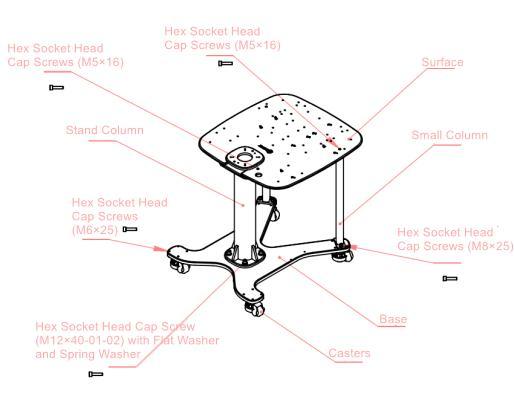 Hex Socket Head
Cap Screws (M5×16)
Hex Socket Head
Cap Screws (M5×16)
Surface
Stand Column
Small Column
Hex Socket Head
Cap Screws
(M6×25)
Hex Socket Head
Cap Screws (M8×25)
Hex Socket Head Cap Screw
(M12×40-01-02) with Flat Washer
and Spring Washer
Base
Casters